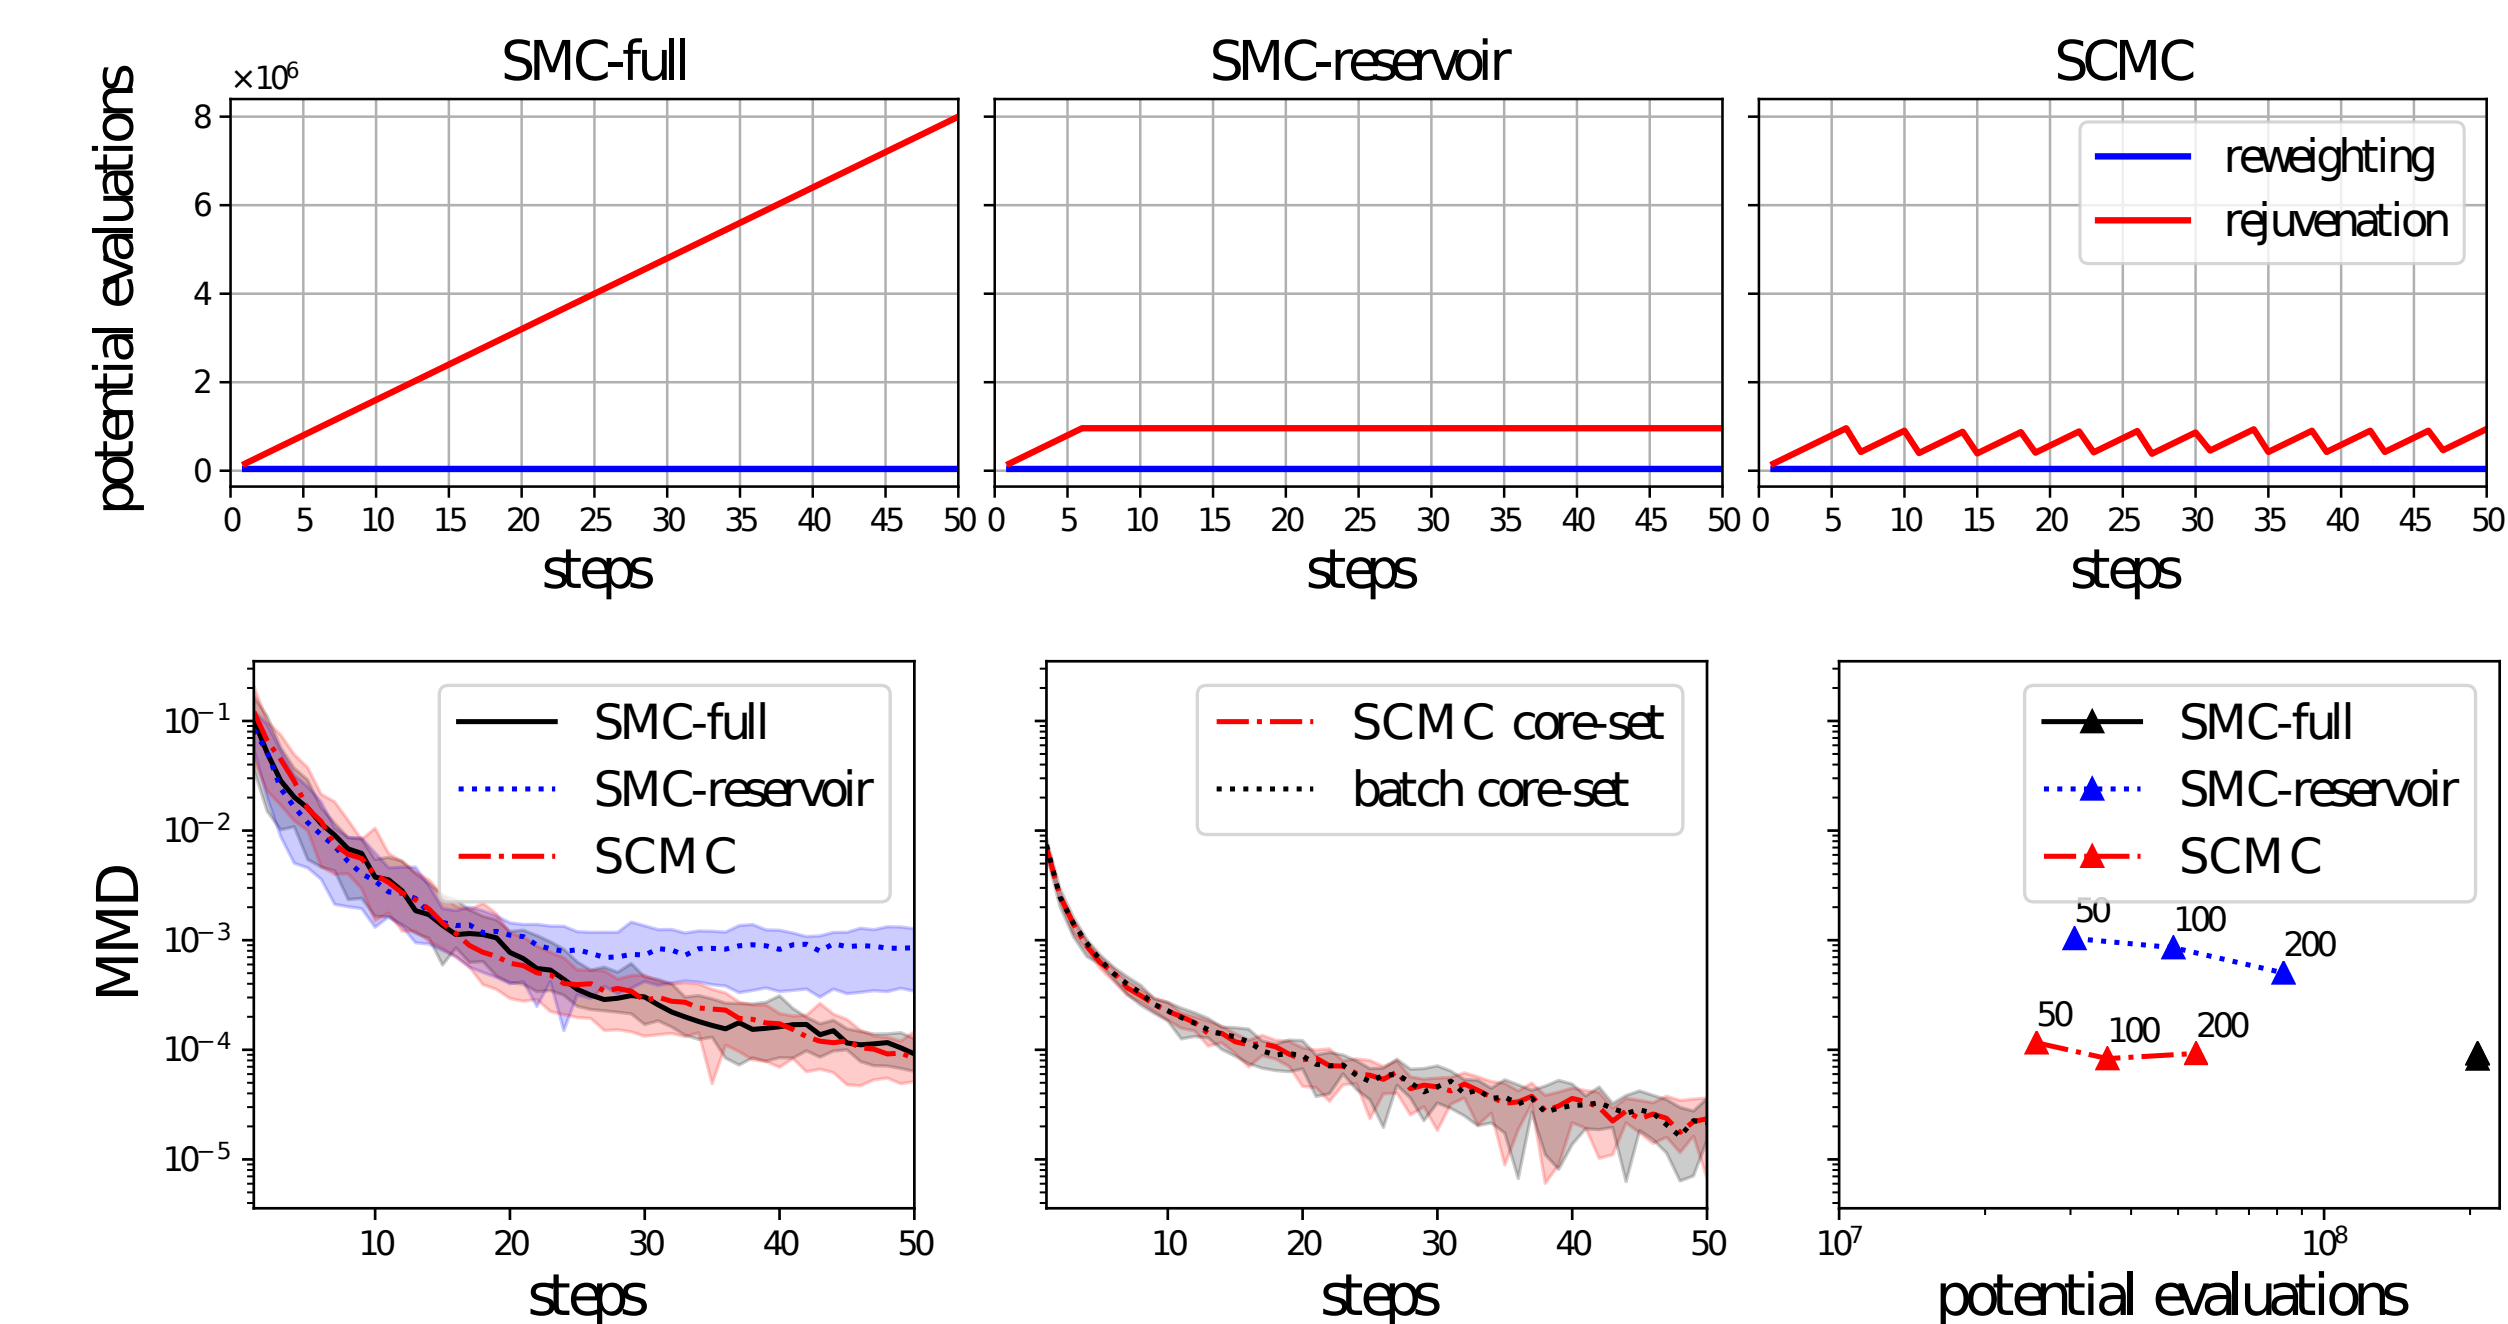 SMC-full
SMC-reservoir
SCMC
×10⁶
potential evaluations
8
6
4
2
0
reweighting
rejuvenation
0 5 10 15 20 25 30 35 40 45 50
0 5 10 15 20 25 30 35 40 45 50
0 5 10 15 20 25 30 35 40 45 50
steps
steps
steps
MMD
10⁻¹
10⁻²
10⁻³
10⁻⁴
10⁻⁵
SMC-full
SMC-reservoir
SCMC
10 20 30 40 50
steps
SCMC core-set
batch core-set
10 20 30 40 50
steps
SMC-full
SMC-reservoir
SCMC
50 100 200
50 100 200
10⁷ 10⁸
potential evaluations